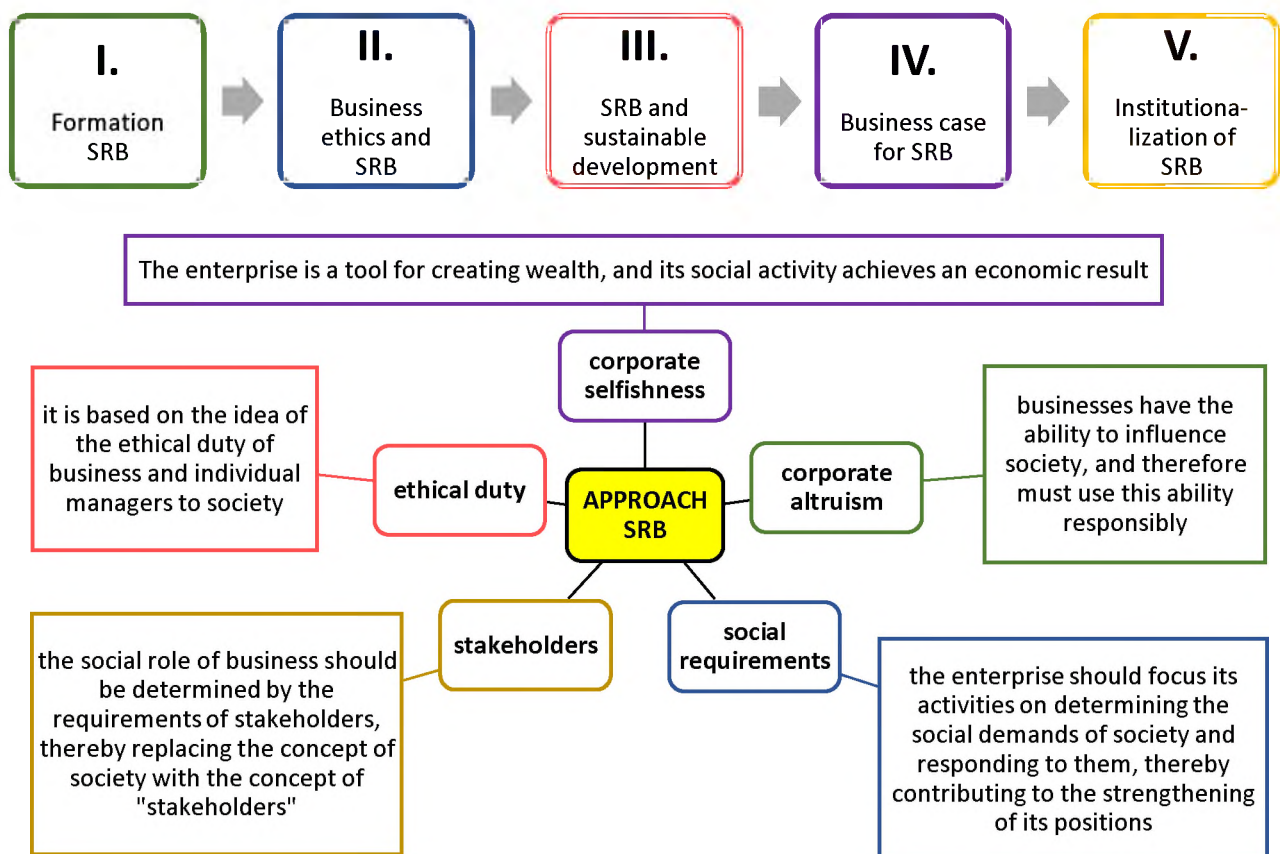 I.
Formation
SRB
II.
Business
ethics and
SRB
III.
SRB and
sustainable
development
IV.
Business case
for SRB
V.
Instituciona-
lization of
SRB
The enterprise is a tool for creating wealth, and its social activity achieves an economic result
corporate
selfishness
it is based on the idea of
the ethical duty of
business and individual
managers to society
ethical duty
APPROACH
SRB
corporate
altruism
businesses have the
ability to influence
society, and therefore
must use this ability
responsibly
stakeholders
the social role of business should
be determined by the
requirements of stakeholders,
thereby replacing the concept of
society with the concept of
"stakeholders"
social
requirements
the enterprise should focus its
activities on determining the
social demands of society and
responding to them, thereby
contributing to the strengthening
of its positions